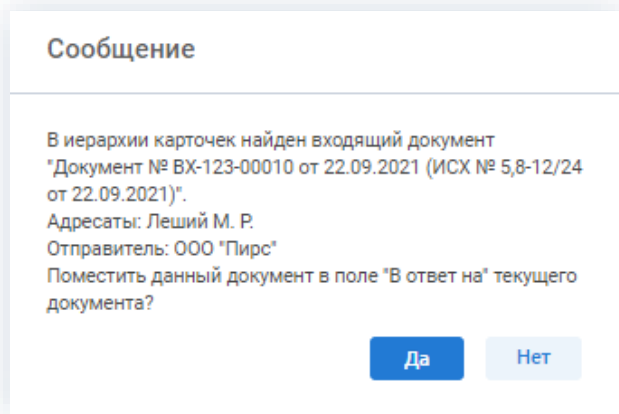 Сообщение
В иерархии карточек найден входящий документ
"Документ № ВХ-123-00010 от 22.09.2021 (ИСХ № 5,8-12/24
от 22.09.2021)".
Адресаты: Леший М. Р.
Отправитель: ООО "Пирс"
Поместить данный документ в поле "В ответ на" текущего
документа?
Да
Нет